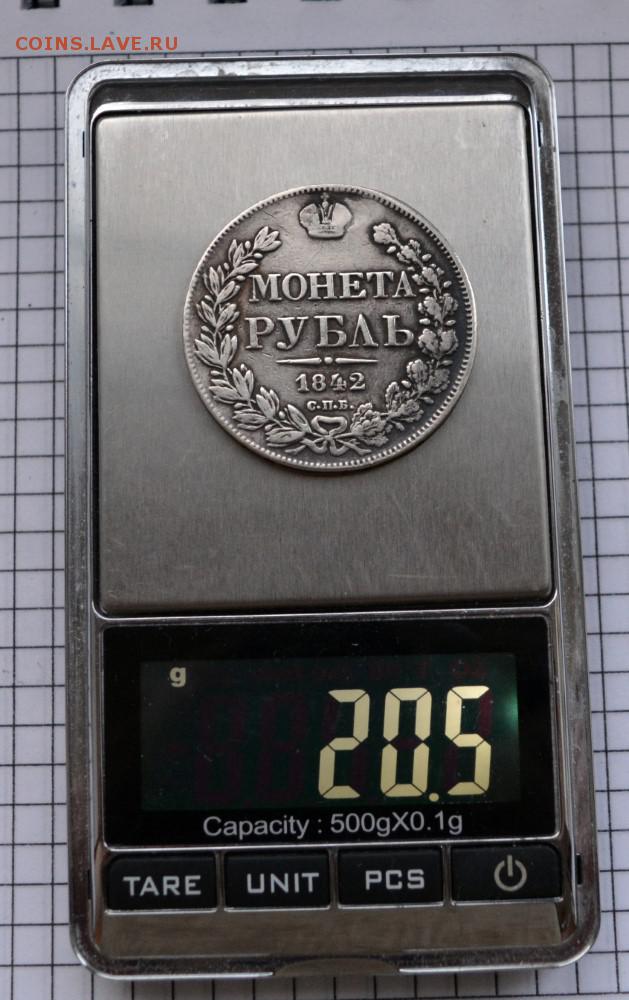 COINS.LAVE.RU
МОНЕТА
РУБЛЬ
1842
С.П.Б.
g
20.5
Capacity : 500gX0.1g
TARE UNIT PCS